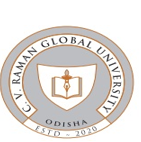 C. V. RAMAN GLOBAL UNIVERSITY
ODISHA
ESTD - 2020